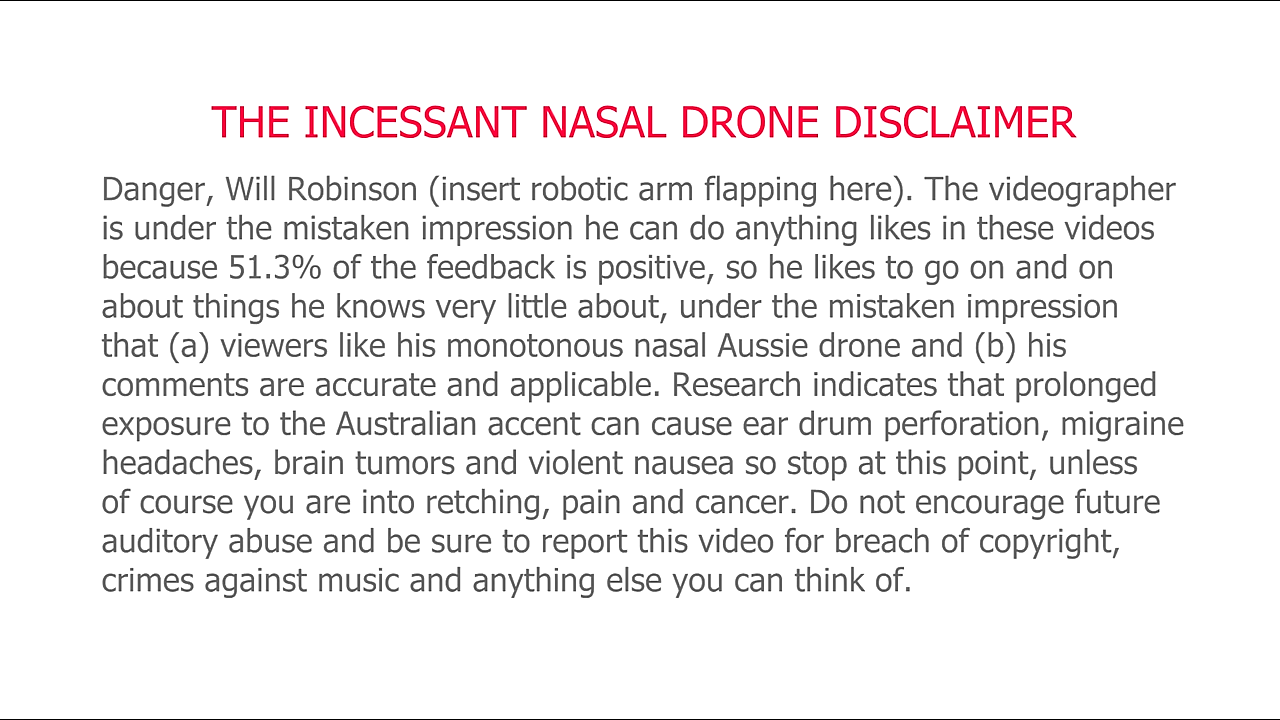 THE INCESSANT NASAL DRONE DISCLAIMER
Danger, Will Robinson (insert robotic arm flapping here). The videographer
is under the mistaken impression he can do anything likes in these videos
because 51.3% of the feedback is positive, so he likes to go on and on
about things he knows very little about, under the mistaken impression
that (a) viewers like his monotonous nasal Aussie drone and (b) his
comments are accurate and applicable. Research indicates that prolonged
exposure to the Australian accent can cause ear drum perforation, migraine
headaches, brain tumors and violent nausea so stop at this point, unless
of course you are into retching, pain and cancer. Do not encourage future
auditory abuse and be sure to report this video for breach of copyright,
crimes against music and anything else you can think of.